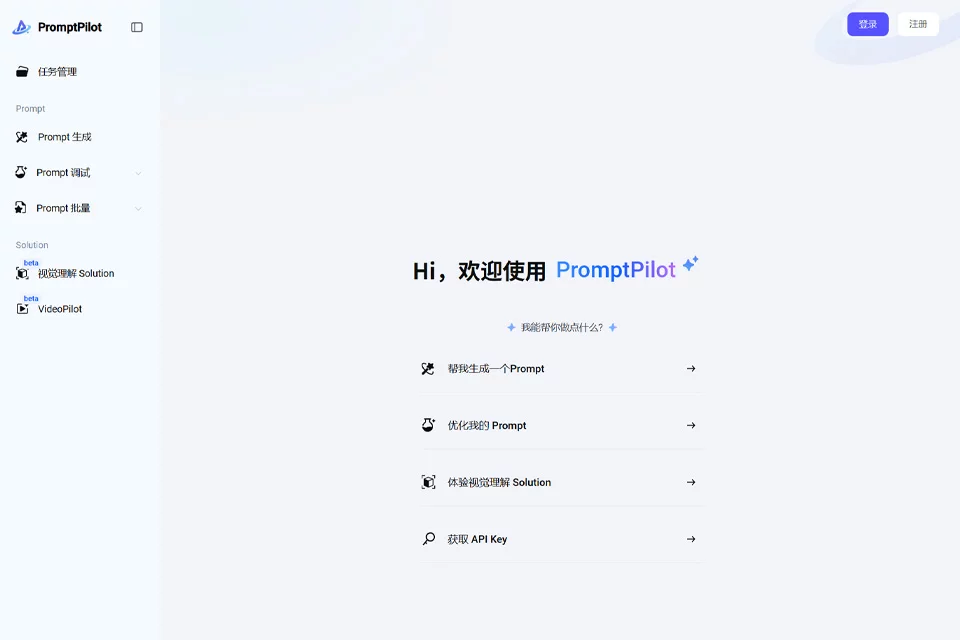 PromptPilot
登录
注册
任务管理
Prompt
Prompt 生成
Prompt 调试
Prompt 批量
Solution
beta
视觉理解 Solution
beta
VideoPilot
Hi，欢迎使用 PromptPilot
我能帮你做点什么?
帮我生成一个Prompt
优化我的 Prompt
体验视觉理解 Solution
获取 API Key